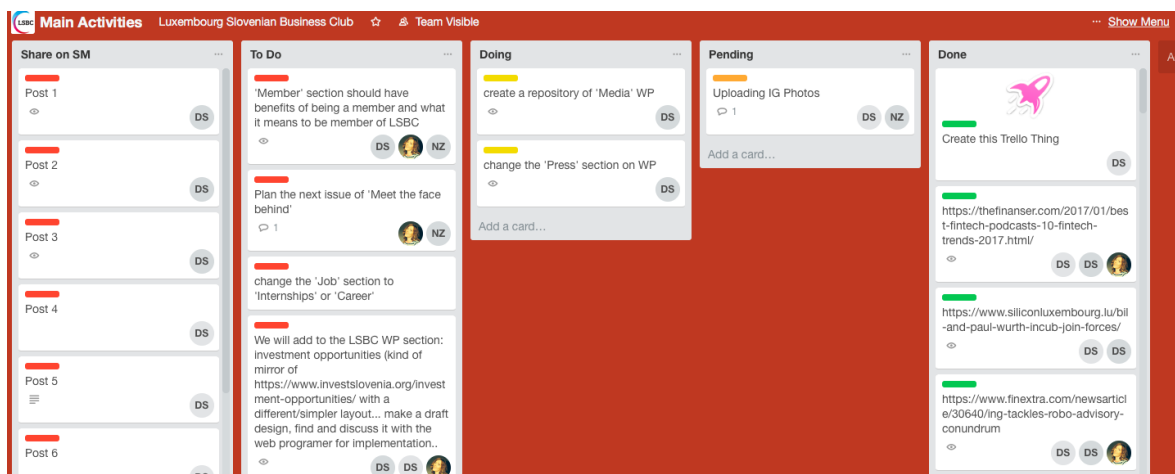 LSBC Main Activities Luxembourg Slovenian Business Club Team Visible ... Show Menu
Share on SM ...
Post 1
DS
Post 2
DS
Post 3
DS
Post 4
DS
Post 5
DS
Post 6
To Do ...
'Member' section should have
benefits of being a member and what
it means to be member of LSBC
DS NZ
Plan the next issue of 'Meet the face
behind'
1 NZ
change the 'Job' section to
'Internships' or 'Career'
We will add to the LSBC WP section:
investment opportunities (kind of
mirror of
https://www.investslovenia.org/invest
ment-opportunities/ with a
different/simpler layout... make a draft
design, find and discuss it with the
web programer for implementation..
DS DS
Doing
create a repository of 'Media' WP
DS
change the 'Press' section on WP
DS
Add a card...
Pending ...
Uploading IG Photos
1 DS NZ
Add a card...
Done ...
Create this Trello Thing
DS
https://thefinanser.com/2017/01/bes
t-fintech-podcasts-10-fintech-
trends-2017.html/
DS DS
https://www.siliconluxembourg.lu/bil
-and-paul-wurth-incub-join-forces/
DS DS
https://www.finextra.com/newsarticl
e/30640/ing-tackles-robo-advisory-
conundrum
DS DS
A